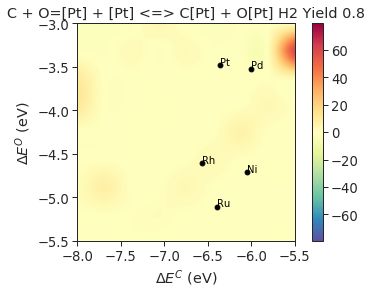 C + O=[Pt] + [Pt] <=> C[Pt] + O[Pt] H2 Yield 0.8
−3.0
−3.5
−4.0
−4.5
−5.0
−5.5
ΔE^O (eV)
Pt
Pd
Rh
Ni
Ru
−8.0 −7.5 −7.0 −6.5 −6.0 −5.5
ΔE^C (eV)
60
40
20
0
−20
−40
−60